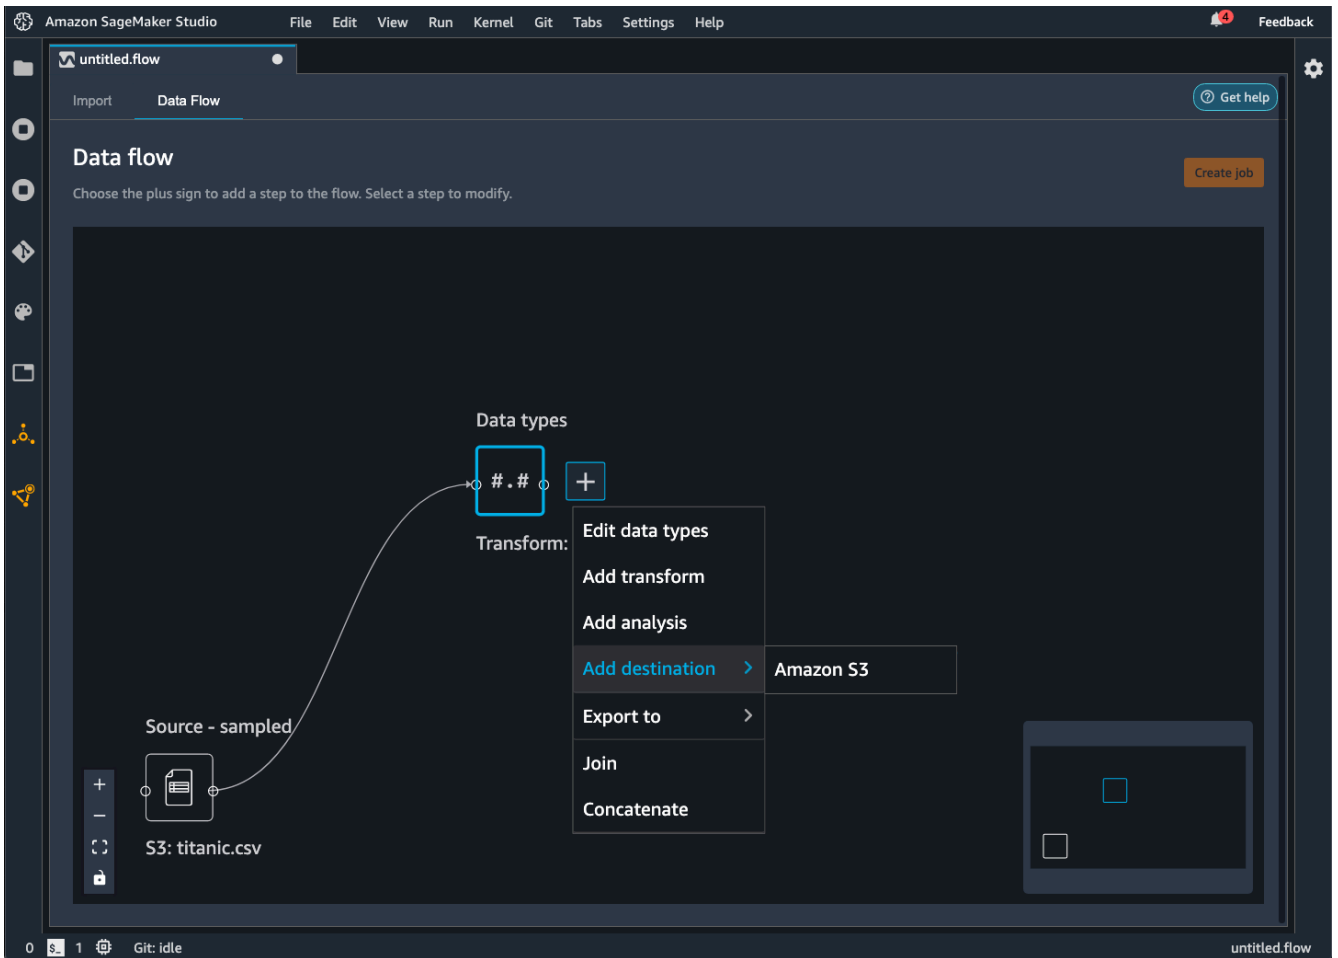 Amazon SageMaker Studio File Edit View Run Kernel Git Tabs Settings Help 4 Feedback
untitled.flow
Import Data Flow Get help
Data flow
Create job
Choose the plus sign to add a step to the flow. Select a step to modify.
Data types
#.#
Transform:
Edit data types
Add transform
Add analysis
Add destination Amazon S3
Export to
Join
Concatenate
Source - sampled
S3: titanic.csv
0 $_ 1 Git: idle untitled.flow